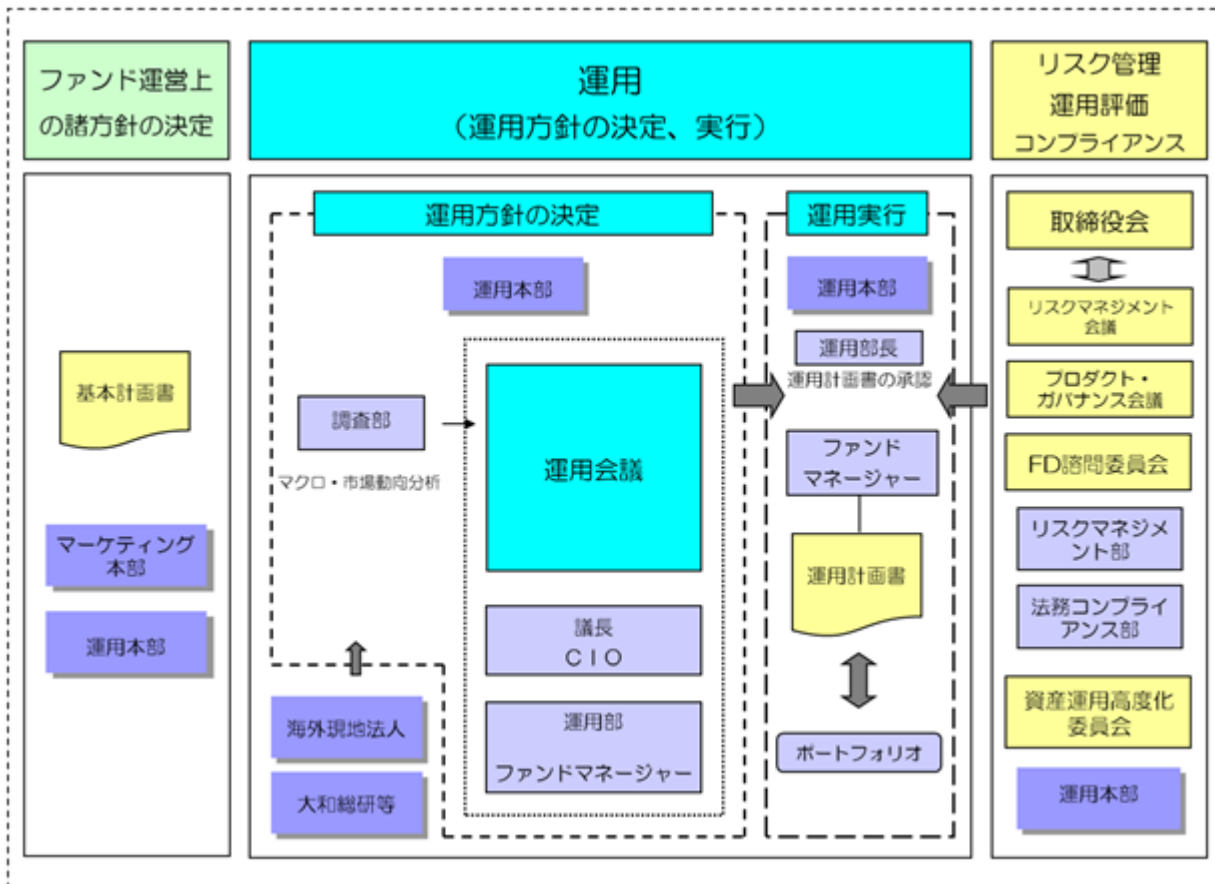 ファンド運営上
の諸方針の決定
基本計画書
マーケティング
本部
運用本部
運用
（運用方針の決定、実行）
運用方針の決定
運用本部
調査部
マクロ・市場動向分析
運用会議
議長
ＣＩＯ
運用部
ファンドマネージャー
海外現地法人
大和総研等
運用実行
運用本部
運用部長
運用計画書の承認
ファンド
マネージャー
運用計画書
ポートフォリオ
リスク管理
運用評価
コンプライアンス
取締役会
リスクマネジメント
会議
プロダクト・
ガバナンス会議
FD諮問委員会
リスクマネジメ
ント部
法務コンプライ
アンス部
資産運用高度化
委員会
運用本部